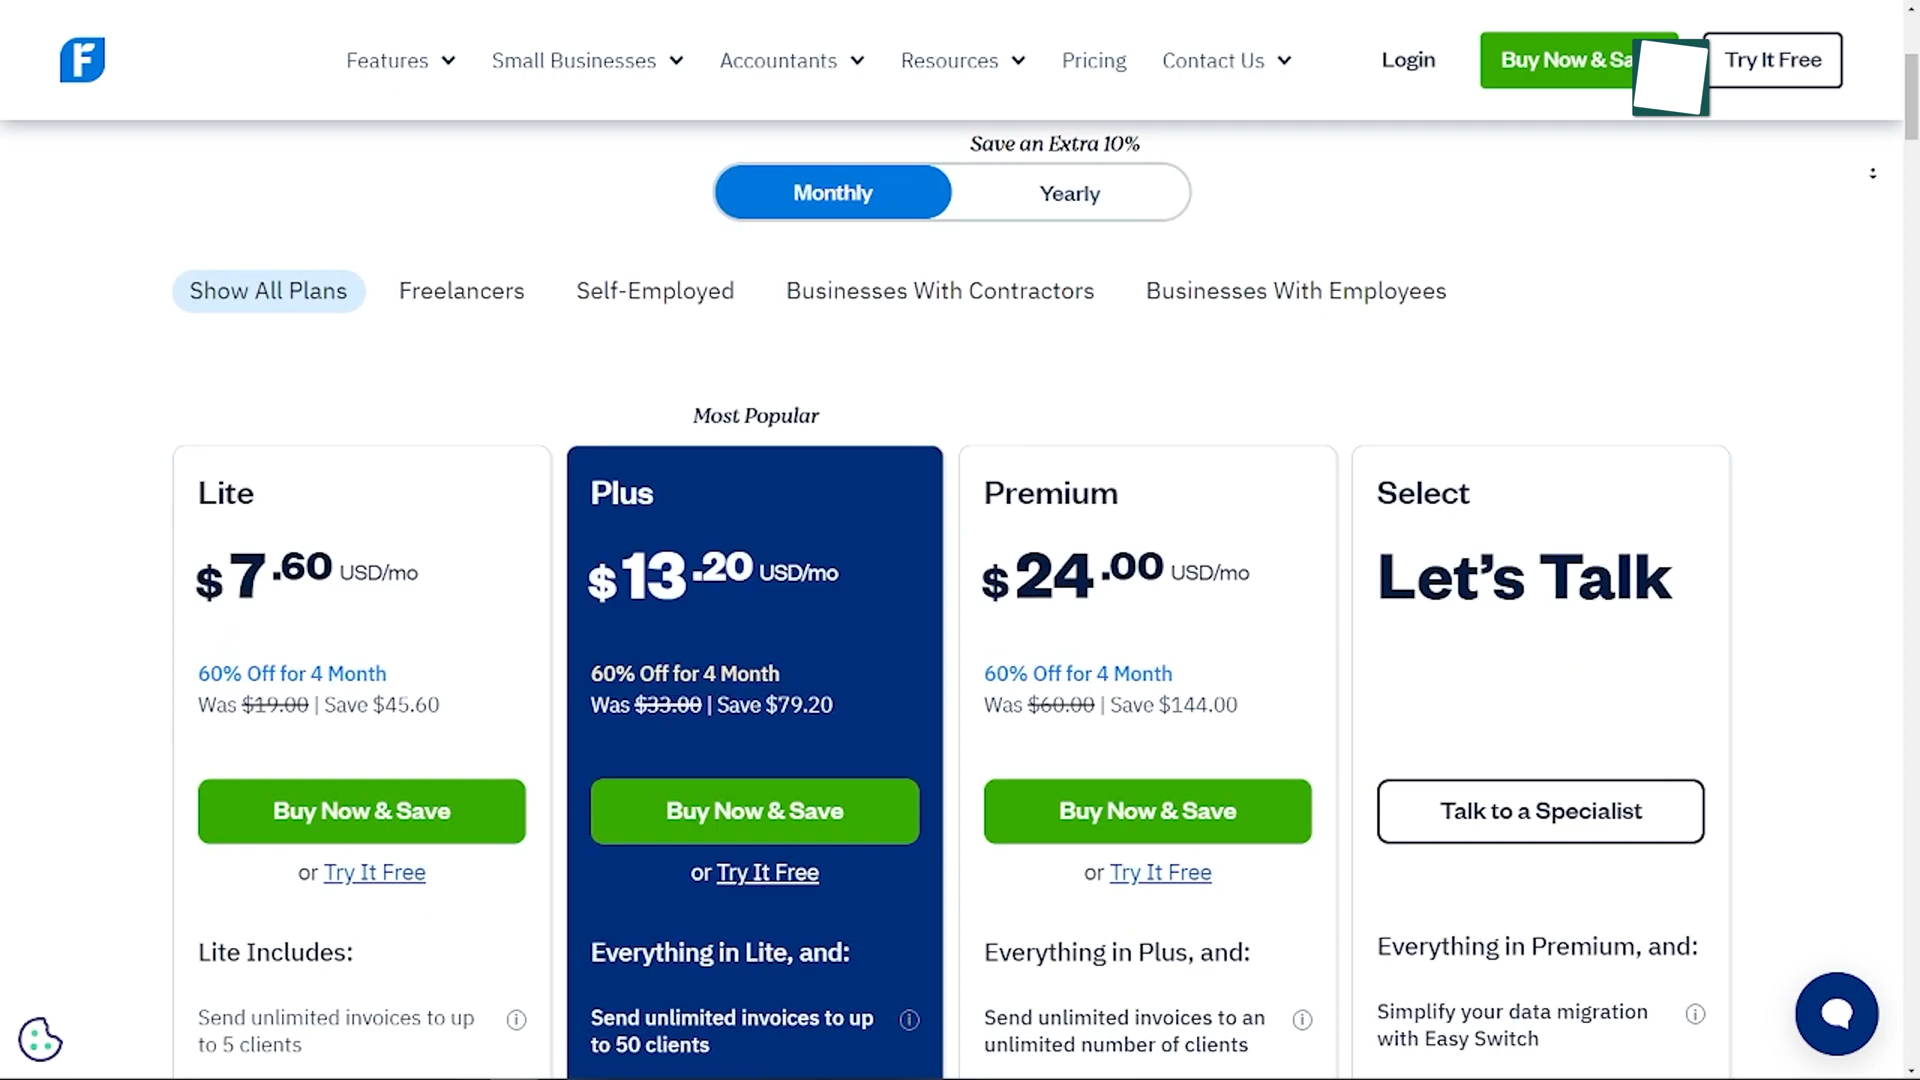 F
Features
Small Businesses
Accountants
Resources
Pricing
Contact Us
Login
Buy Now & Sa
Try It Free
Save an Extra 10%
Monthly
Yearly
Show All Plans
Freelancers
Self-Employed
Businesses With Contractors
Businesses With Employees
Most Popular
Lite
$7.60 USD/mo
60% Off for 4 Month
Was $19.00 | Save $45.60
Buy Now & Save
or Try It Free
Lite Includes:
Send unlimited invoices to up
to 5 clients
Plus
$13.20 USD/mo
60% Off for 4 Month
Was $33.00 | Save $79.20
Buy Now & Save
or Try It Free
Everything in Lite, and:
Send unlimited invoices to up
to 50 clients
Premium
$24.00 USD/mo
60% Off for 4 Month
Was $60.00 | Save $144.00
Buy Now & Save
or Try It Free
Everything in Plus, and:
Send unlimited invoices to an
unlimited number of clients
Select
Let’s Talk
Talk to a Specialist
Everything in Premium, and:
Simplify your data migration
with Easy Switch